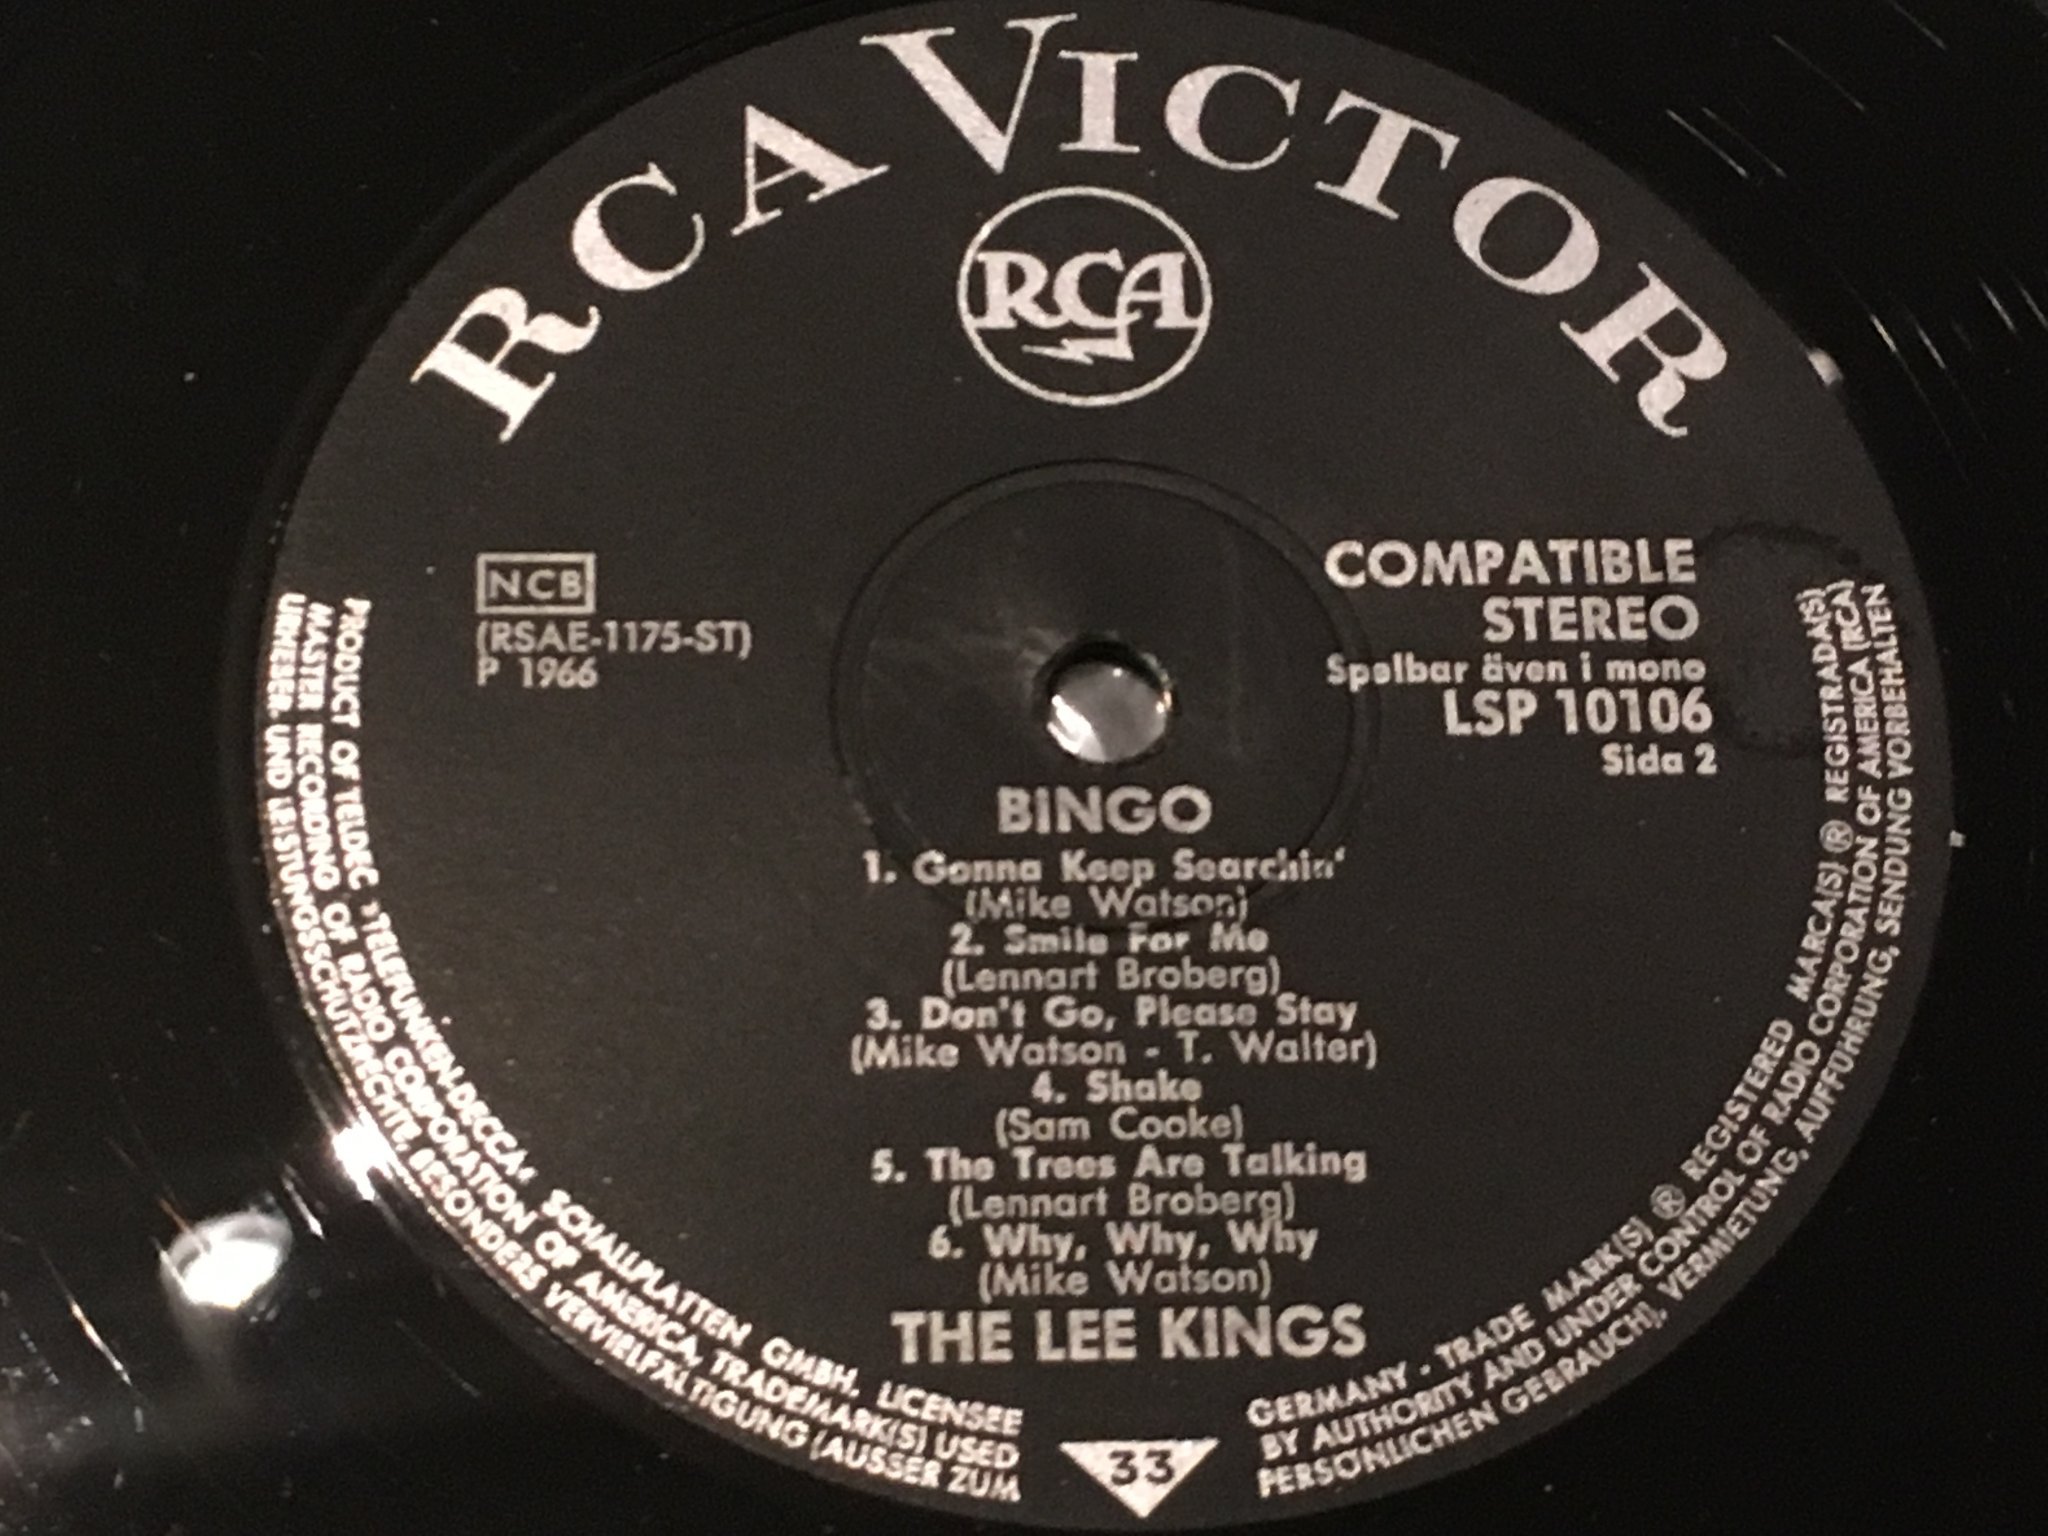 RCA VICTOR
RCA
NCB
(RSAE-1175-ST)
P 1966
COMPATIBLE
STEREO
Spelbar även i mono
LSP 10106
Sida 2
BINGO
1. Gonna Keep Searchin'
(Mike Watson)
2. Smile For Me
(Lennart Broberg)
3. Don't Go, Please Stay
(Mike Watson - T. Walter)
4. Shake
(Sam Cooke)
5. The Trees Are Talking
(Lennart Broberg)
6. Why, Why, Why
(Mike Watson)
THE LEE KINGS
33
PRODUCT OF TELDEC »TELEFUNKEN-DECCA« SCHALLPLATTEN GMBH, LICENSEE
MASTER RECORDING OF RADIO CORPORATION OF AMERICA, TRADEMARK(S) USED
URHEBER- UND LEISTUNGSSCHUTZRECHTE, BESONDERS VERVIELFÄLTIGUNG (AUSSER ZUM
GERMANY - TRADE MARK(S) ® REGISTERED MARCA(S) ® REGISTRADA(S)
BY AUTHORITY AND UNDER CONTROL OF RADIO CORPORATION OF AMERICA (RCA)
PERSÖNLICHEN GEBRAUCH), VERMIETUNG, AUFFÜHRUNG, SENDUNG VORBEHALTEN